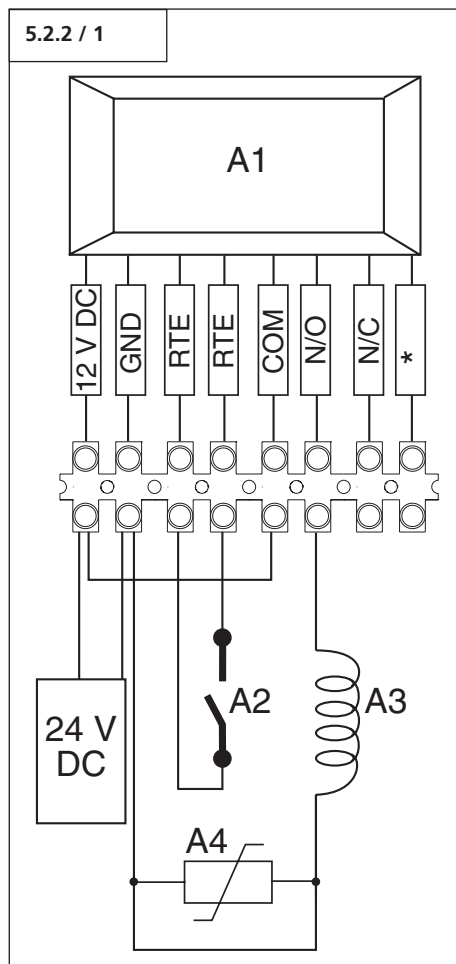 5.2.2 / 1
A1
12 V DC
GND
RTE
RTE
COM
N/O
N/C
*
24 V
DC
A2
A3
A4